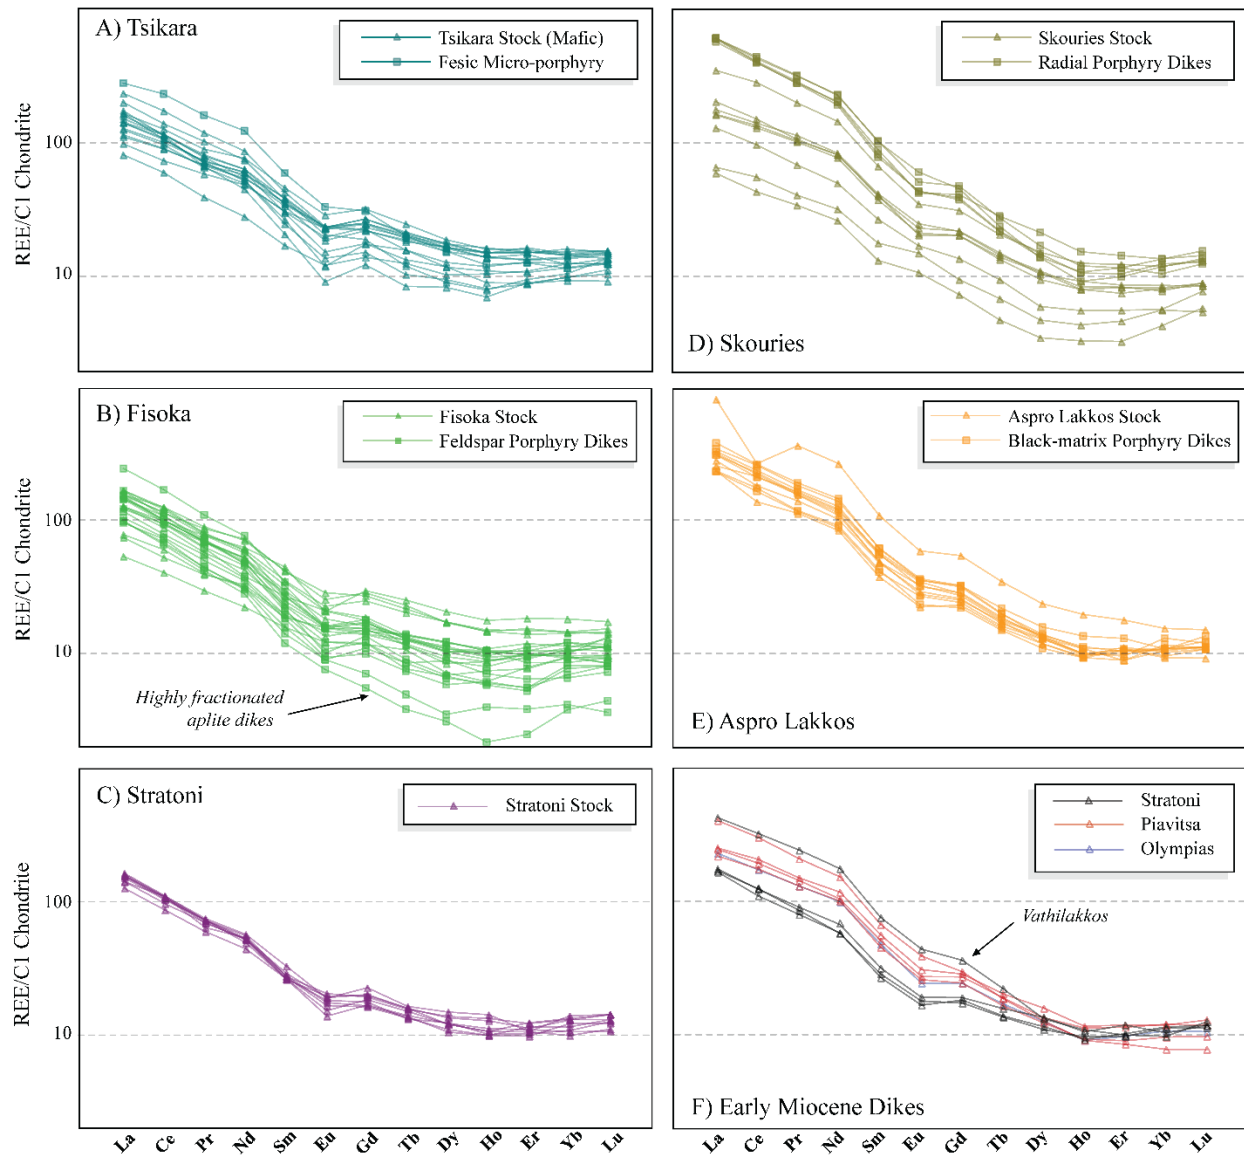 A) Tsikara
Tsikara Stock (Mafic)
Fesic Micro-porphyry
REE/C1 Chondrite
100
10
Skouries Stock
Radial Porphyry Dikes
D) Skouries
B) Fisoka
Fisoka Stock
Feldspar Porphyry Dikes
REE/C1 Chondrite
100
10
Highly fractionated
aplite dikes
Aspro Lakkos Stock
Black-matrix Porphyry Dikes
E) Aspro Lakkos
C) Stratoni
Stratoni Stock
REE/C1 Chondrite
100
10
La Ce Pr Nd Sm Eu Gd Tb Dy Ho Er Yb Lu
Stratoni
Piavitsa
Olympias
Vathilakkos
F) Early Miocene Dikes
La Ce Pr Nd Sm Eu Gd Tb Dy Ho Er Yb Lu